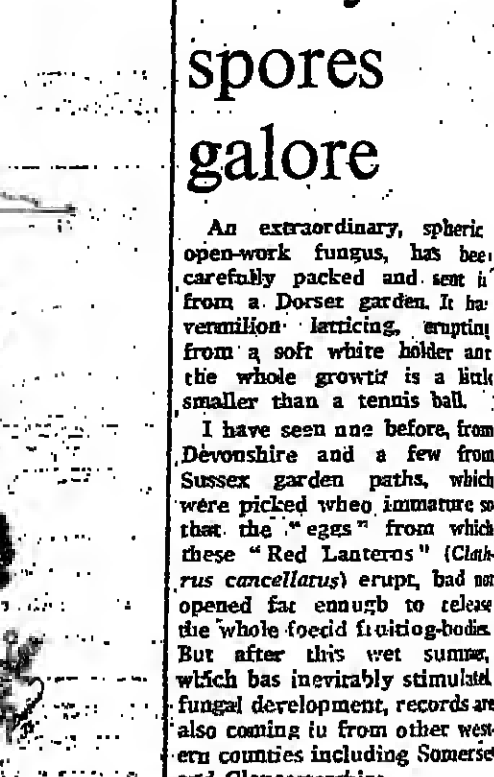 spores
galore
An extraordinary, spheric
open-work fungus, has bee
carefully packed and sent i
from a Dorset garden. It ha
vermilion latticing, erupting
from a soft white holder and
the whole growth is a little
smaller than a tennis ball.
I have seen one before, from
Devonshire and a few from
Sussex garden paths, which
were picked when immature so
that the "eggs" from which
these "Red Lanterns" (Clath-
rus cancellatus) erupt, had not
opened far enough to release
the whole foetid fruiting-bodies.
But after this wet summer,
which has inevitably stimulated
fungal development, records are
also coming in from other west-
ern counties including Somerset